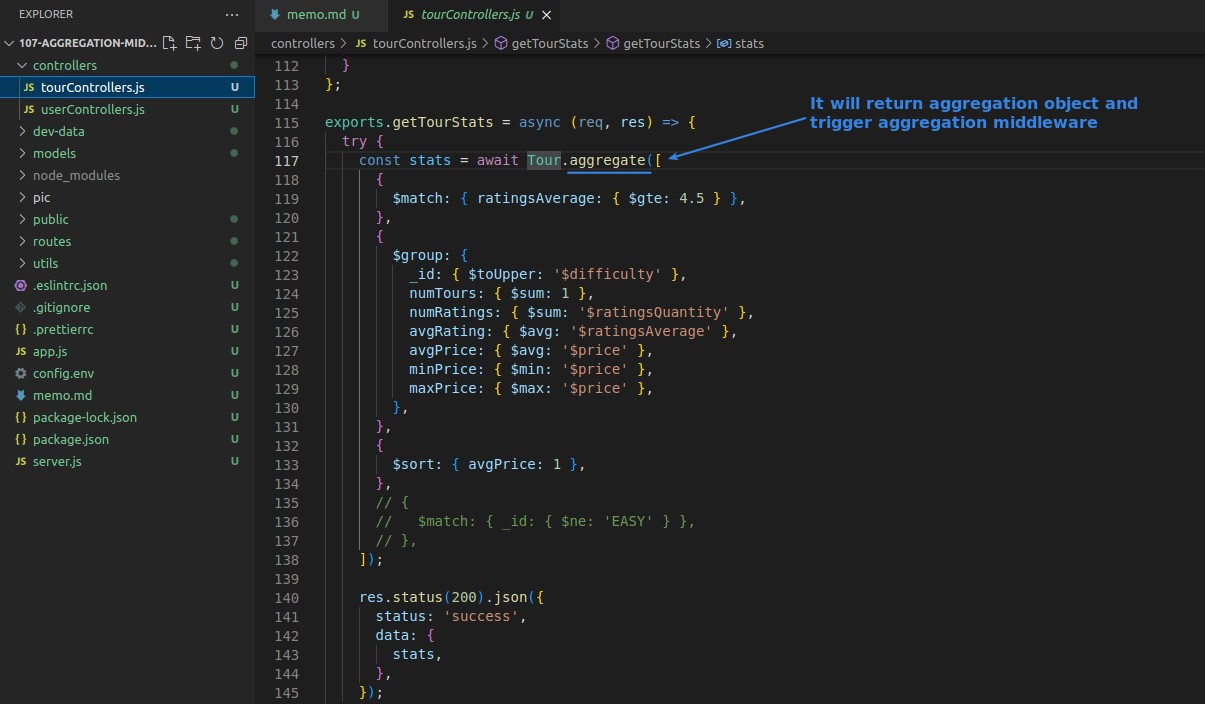 EXPLORER
...
107-AGGREGATION-MID...
controllers
JS tourControllers.js U
JS userControllers.js U
dev-data
models
node_modules
pic
public
routes
utils
.eslintrc.json U
.gitignore U
{} .prettierrc U
JS app.js U
config.env U
memo.md U
{} package-lock.json U
{} package.json U
JS server.js U
memo.md U
JS tourControllers.js U
controllers > JS tourControllers.js > getTourStats > getTourStats > stats
112 }
113 };
114
115 exports.getTourStats = async (req, res) => {
116 try {
117 const stats = await Tour.aggregate([
118 {
119 $match: { ratingsAverage: { $gte: 4.5 } },
120 },
121 {
122 $group: {
123 _id: { $toUpper: '$difficulty' },
124 numTours: { $sum: 1 },
125 numRatings: { $sum: '$ratingsQuantity' },
126 avgRating: { $avg: '$ratingsAverage' },
127 avgPrice: { $avg: '$price' },
128 minPrice: { $min: '$price' },
129 maxPrice: { $max: '$price' },
130 },
131 },
132 {
133 $sort: { avgPrice: 1 },
134 },
135 // {
136 //   $match: { _id: { $ne: 'EASY' } },
137 // },
138 ]);
139
140 res.status(200).json({
141 status: 'success',
142 data: {
143 stats,
144 },
145 });
It will return aggregation object and
trigger aggregation middleware